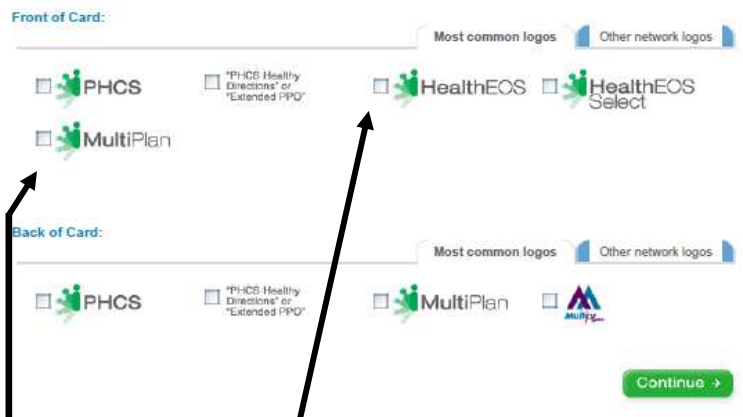 Front of Card:
Most common logos Other network logos
PHCS
"PHCS Healthy
Directions" or
"Extended PPO"
HealthEOS
HealthEOS
Select
MultiPlan
Back of Card:
Most common logos Other network logos
PHCS
"PHCS Healthy
Directions" or
"Extended PPO"
MultiPlan
Continue →